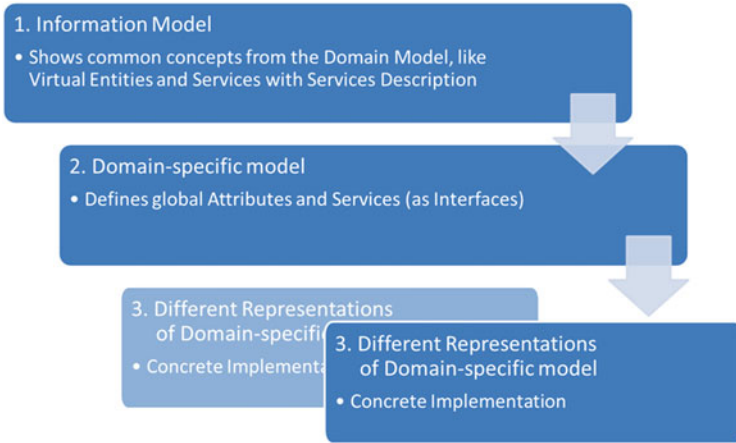 1. Information Model
• Shows common concepts from the Domain Model, like
Virtual Entities and Services with Services Description
2. Domain-specific model
• Defines global Attributes and Services (as Interfaces)
3. Different Representations
of Domain-specifi
• Concrete Implementa
3. Different Representations
of Domain-specific model
• Concrete Implementation